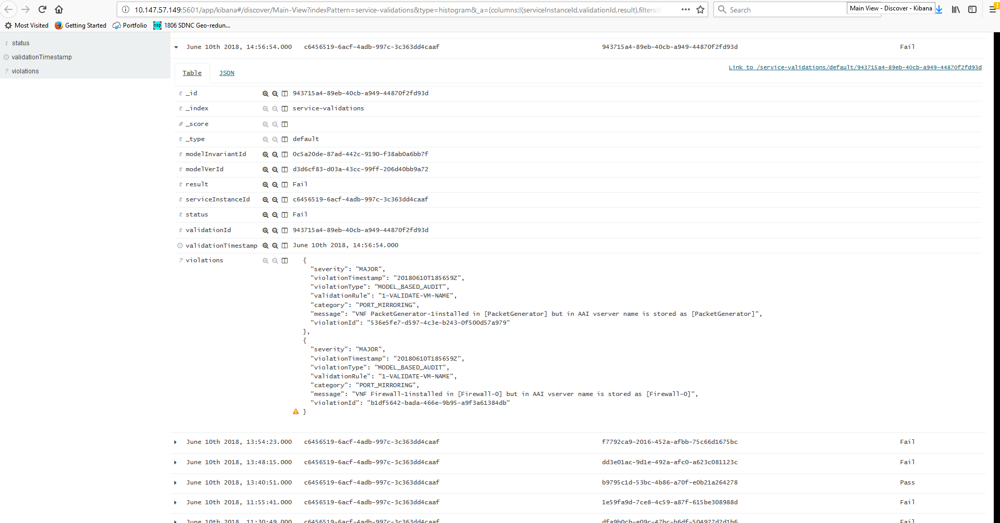 10.147.57.149:5601/app/kibana#/discover/Main-View?indexPattern=service-validations&type=histogram&_a=(columns:!(serviceInstanceId,validationId,result),filters:!(
Search
Main View - Discover - Kibana
Most Visited Getting Started Portfolio 1806 SDNC Geo-redun...
t status
validationTimestamp
? violations
June 10th 2018, 14:56:54.000 c6456519-6acf-4adb-997c-3c363dd4caaf 943715a4-89eb-40cb-a949-44870f2fd93d Fail
Table JSON Link to /service-validations/default/943715a4-89eb-40cb-a949-44870f2fd93d
t _id 943715a4-89eb-40cb-a949-44870f2fd93d
t _index service-validations
# _score
t _type default
t modelInvariantId 0c5a20de-87ad-442c-9190-f38ab0a6bb7f
t modelVerId d3d6cf83-d03a-43cc-99ff-206d40bb9a72
t result Fail
t serviceInstanceId c6456519-6acf-4adb-997c-3c363dd4caaf
t status Fail
t validationId 943715a4-89eb-40cb-a949-44870f2fd93d
validationTimestamp June 10th 2018, 14:56:54.000
? violations {
"severity": "MAJOR",
"violationTimestamp": "20180610T185659Z",
"violationType": "MODEL_BASED_AUDIT",
"validationRule": "1-VALIDATE-VM-NAME",
"category": "PORT_MIRRORING",
"message": "VNF PacketGenerator-1installed in [PacketGenerator] but in AAI vserver name is stored as [PacketGenerator]",
"violationId": "536e5fe7-d597-4c3e-b243-0f500d57a979"
},
{
"severity": "MAJOR",
"violationTimestamp": "20180610T185659Z",
"violationType": "MODEL_BASED_AUDIT",
"validationRule": "1-VALIDATE-VM-NAME",
"category": "PORT_MIRRORING",
"message": "VNF Firewall-1installed in [Firewall-0] but in AAI vserver name is stored as [Firewall-0]",
"violationId": "b1df5642-bada-466e-9b95-a9f3a61384db"
}
June 10th 2018, 13:54:23.000 c6456519-6acf-4adb-997c-3c363dd4caaf f7792ca9-2016-452a-afbb-75c66d1675bc Fail
June 10th 2018, 13:48:15.000 c6456519-6acf-4adb-997c-3c363dd4caaf dd3e01ac-9d1e-492a-afc0-a623c081123c Fail
June 10th 2018, 13:40:51.000 c6456519-6acf-4adb-997c-3c363dd4caaf b9795c1d-53bc-4b86-a70f-e0b21a264278 Pass
June 10th 2018, 11:55:41.000 c6456519-6acf-4adb-997c-3c363dd4caaf 1e59fa9d-7ce8-4c59-a87f-615be308988d Fail
June 10th 2018, 11:30:49.000 c6456519-6acf-4adb-997c-3c363dd4caaf dfa9b0cb-e09c-47bc-b6df-504927d2d1b6 Fail